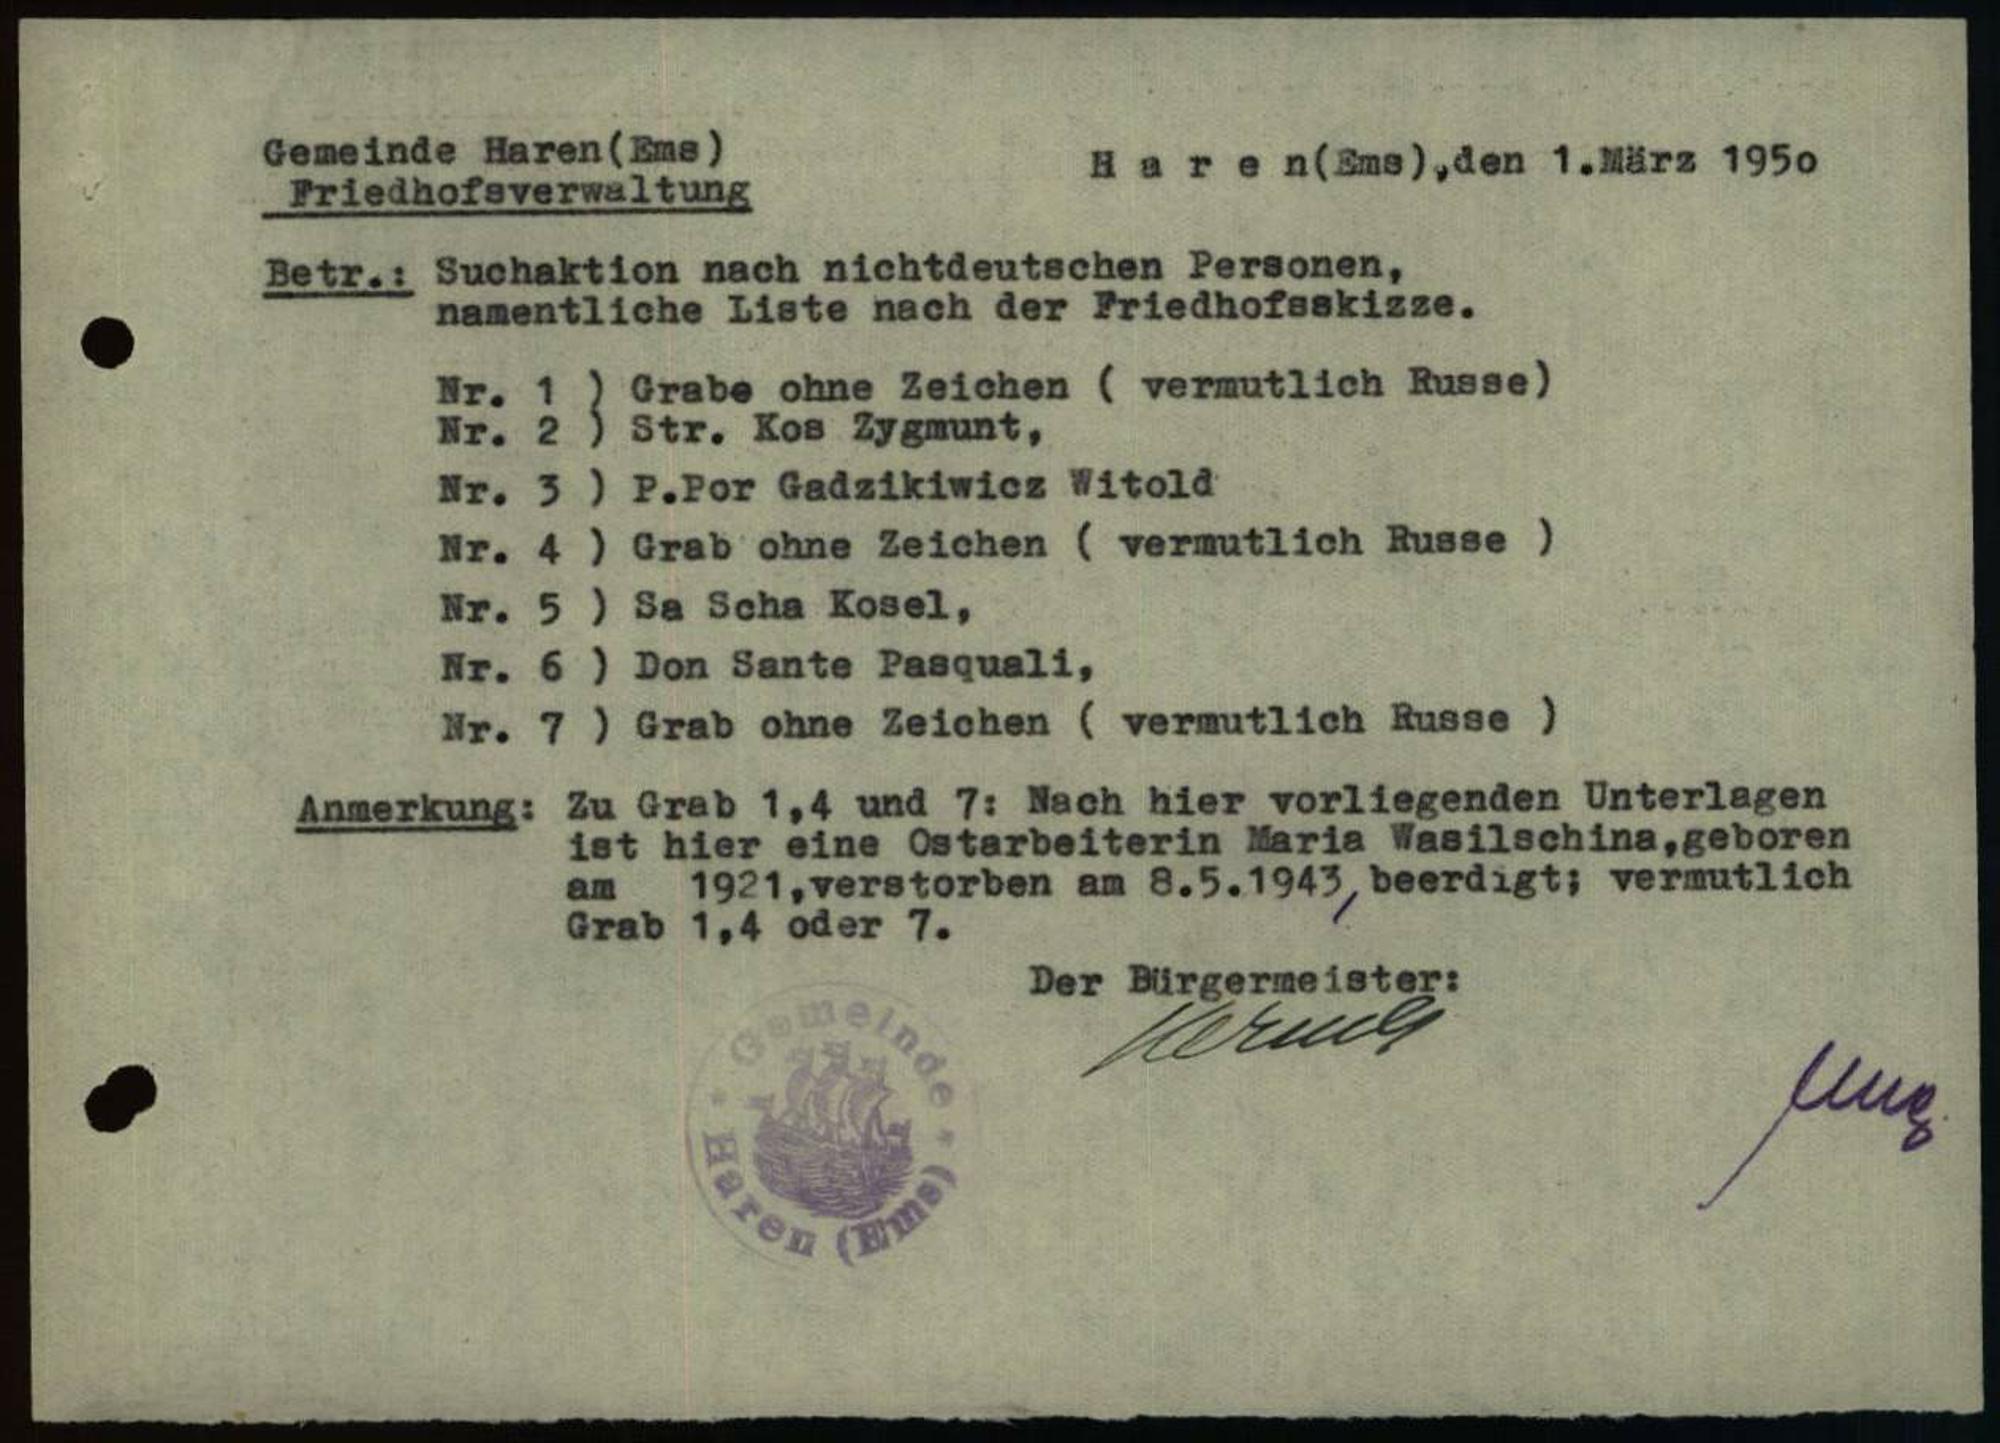 Gemeinde Haren(Ems)
Friedhofsverwaltung
H a r e n(Ems),den 1.März 195o
Betr.: Suchaktion nach nichtdeutschen Personen,
namentliche Liste nach der Friedhofsskizze.
Nr. 1 ) Grabe ohne Zeichen ( vermutlich Russe)
Nr. 2 ) Str. Kos Zygmunt,
Nr. 3 ) P.Por Gadzikiwicz Witold
Nr. 4 ) Grab ohne Zeichen ( vermutlich Russe )
Nr. 5 ) Sa Scha Kosel,
Nr. 6 ) Don Sante Pasquali,
Nr. 7 ) Grab ohne Zeichen ( vermutlich Russe )
Anmerkung: Zu Grab 1,4 und 7: Nach hier vorliegenden Unterlagen
ist hier eine Ostarbeiterin Maria Wasilschina,geboren
am 1921,verstorben am 8.5.1943, beerdigt; vermutlich
Grab 1,4 oder 7.
Der Bürgermeister:
Gemeinde
Haren (Ems)